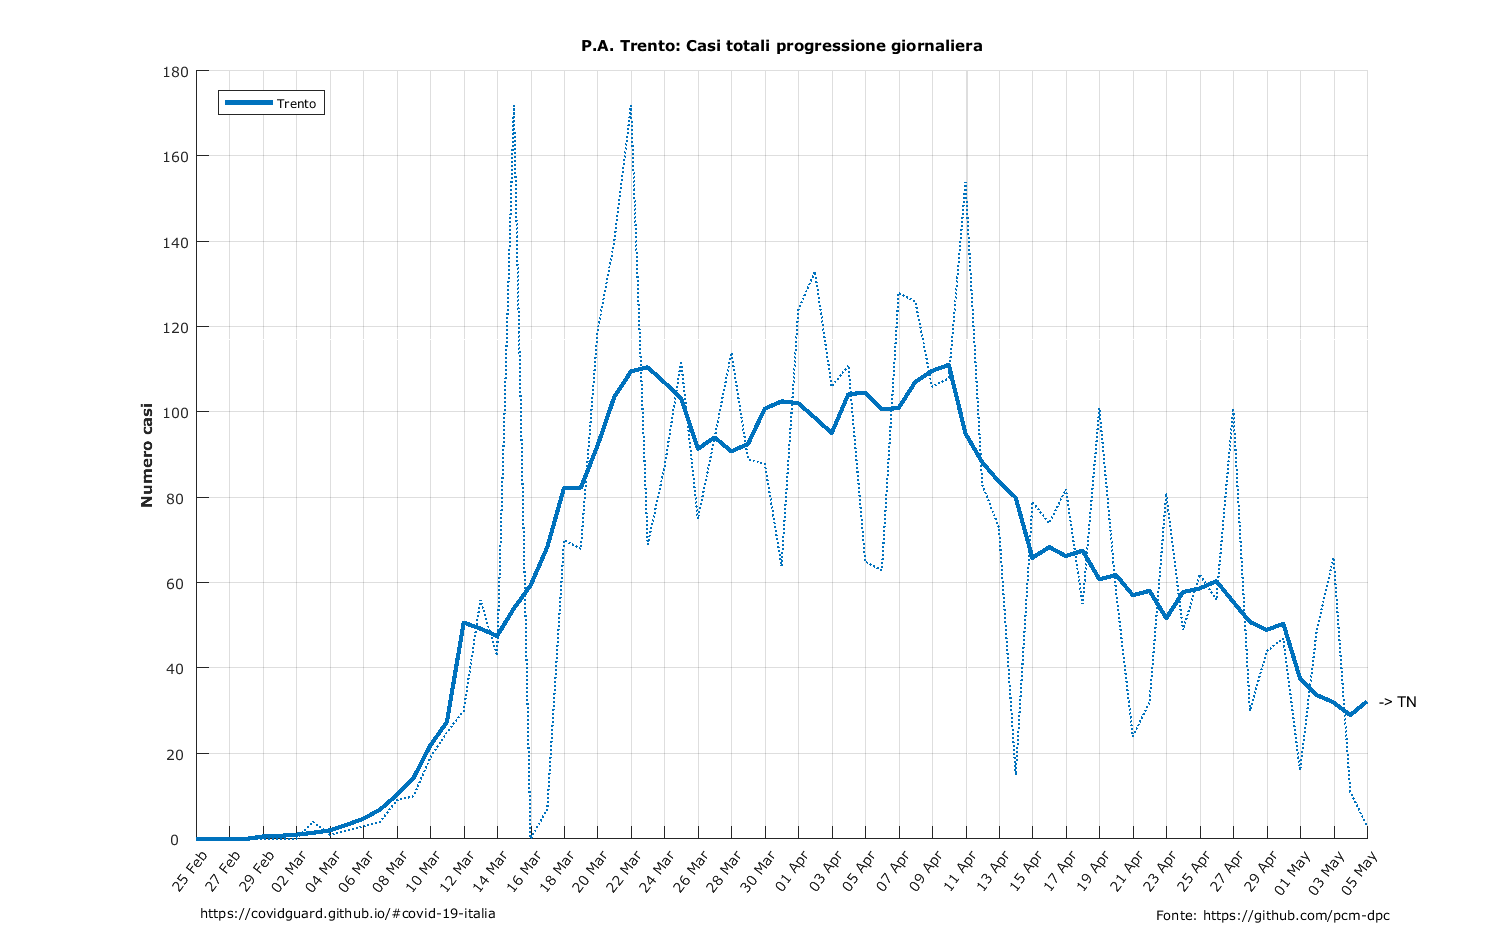 P.A. Trento: Casi totali progressione giornaliera
Trento
180
160
140
120
100
80
60
40
20
0
Numero casi
-> TN
25 Feb
27 Feb
29 Feb
02 Mar
04 Mar
06 Mar
08 Mar
10 Mar
12 Mar
14 Mar
16 Mar
18 Mar
20 Mar
22 Mar
24 Mar
26 Mar
28 Mar
30 Mar
01 Apr
03 Apr
05 Apr
07 Apr
09 Apr
11 Apr
13 Apr
15 Apr
17 Apr
19 Apr
21 Apr
23 Apr
25 Apr
27 Apr
29 Apr
01 May
03 May
05 May
https://covidguard.github.io/#covid-19-italia
Fonte: https://github.com/pcm-dpc